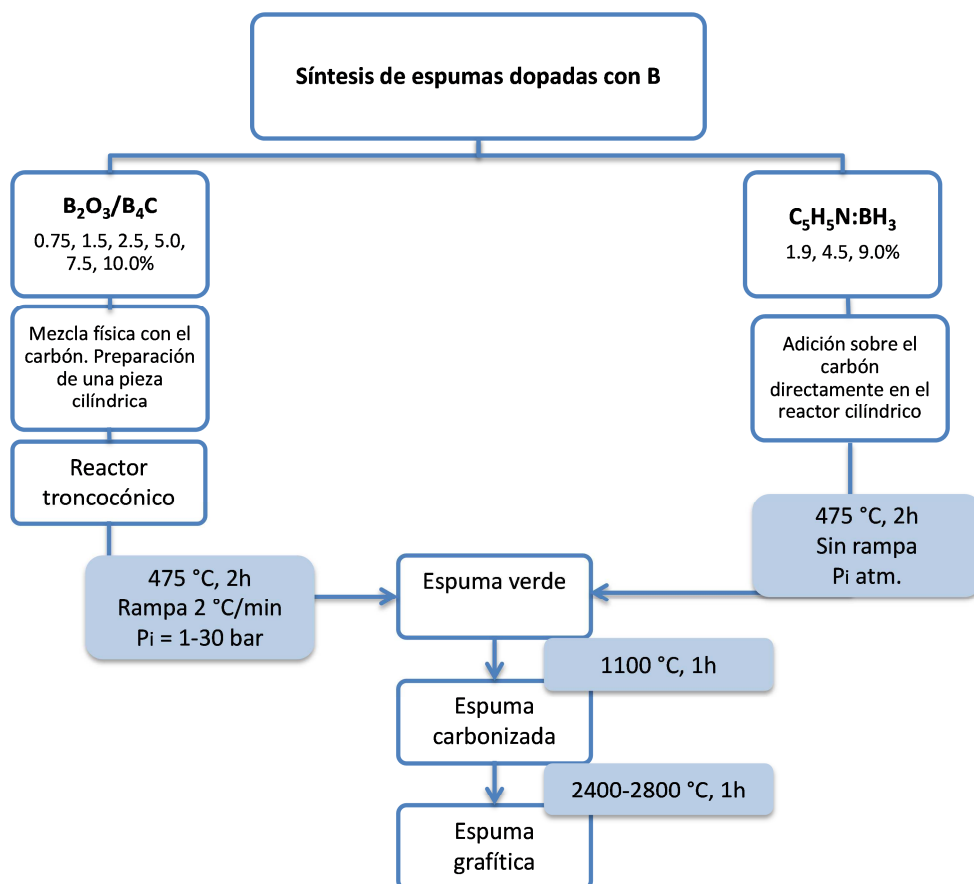 Síntesis de espumas dopadas con B
B₂O₃/B₄C
0.75, 1.5, 2.5, 5.0,
7.5, 10.0%
Mezcla física con el
carbón. Preparación
de una pieza
cilíndrica
Reactor
troncocónico
475 °C, 2h
Rampa 2 °C/min
Pi = 1-30 bar
C₅H₅N:BH₃
1.9, 4.5, 9.0%
Adición sobre el
carbón
directamente en el
reactor cilíndrico
475 °C, 2h
Sin rampa
Pi atm.
Espuma verde
1100 °C, 1h
Espuma
carbonizada
2400-2800 °C, 1h
Espuma
grafítica